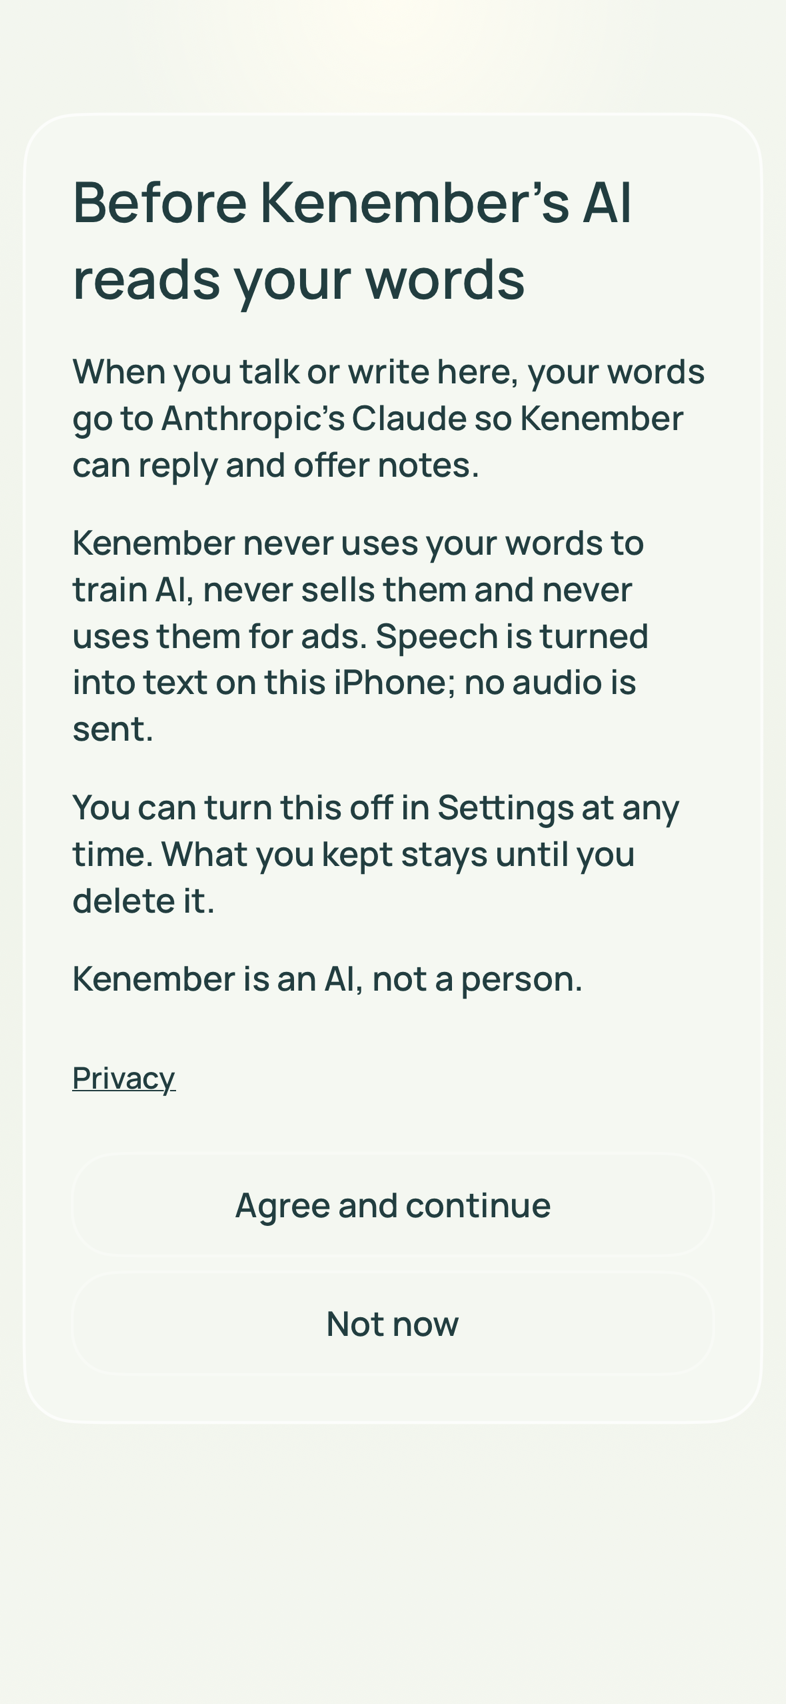 Before Kenember’s AI
reads your words
When you talk or write here, your words
go to Anthropic’s Claude so Kenember
can reply and offer notes.
Kenember never uses your words to
train AI, never sells them and never
uses them for ads. Speech is turned
into text on this iPhone; no audio is
sent.
You can turn this off in Settings at any
time. What you kept stays until you
delete it.
Kenember is an AI, not a person.
Privacy
Agree and continue
Not now